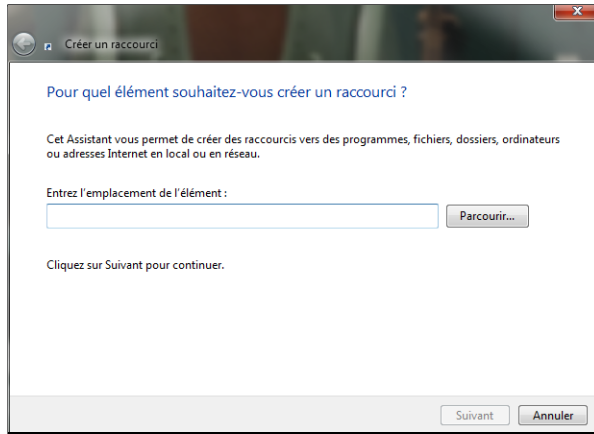 Créer un raccourci
Pour quel élément souhaitez-vous créer un raccourci ?
Cet Assistant vous permet de créer des raccourcis vers des programmes, fichiers, dossiers, ordinateurs
ou adresses Internet en local ou en réseau.
Entrez l'emplacement de l'élément :
Parcourir...
Cliquez sur Suivant pour continuer.
Suivant Annuler